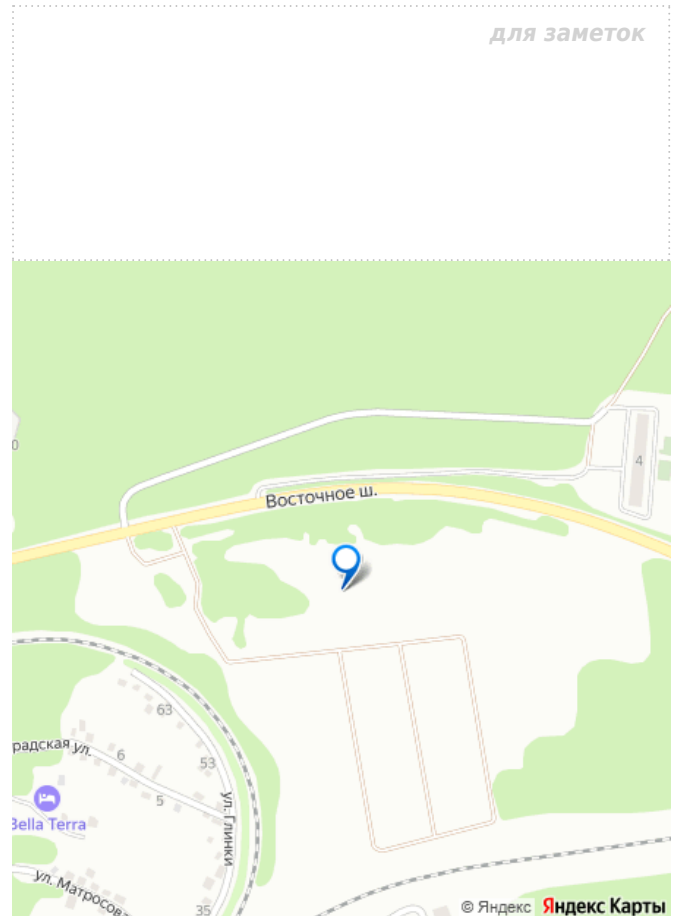 для заметок
0
4
Восточное ш.
63
радская ул.
6
53
5
ул. Глинки
Bella Terra
ул. Матросов
35
© Яндекс Яндекс Карты